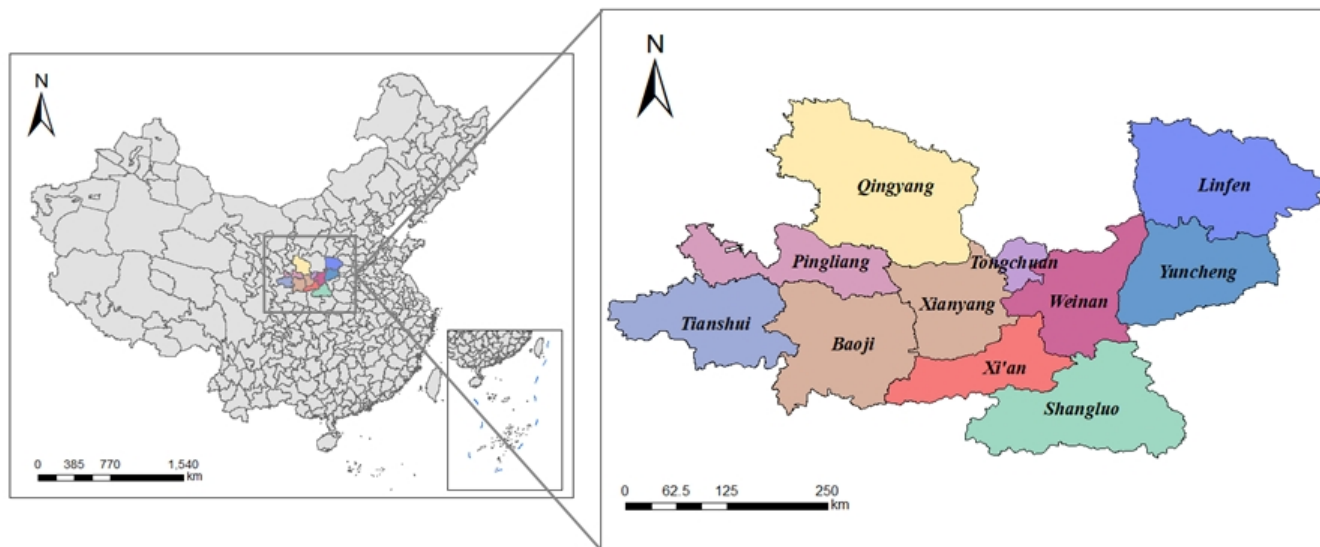 N
0 385 770 1,540
km
N
Qingyang
Linfen
Pingliang
Tongchuan
Yuncheng
Xianyang
Weinan
Tianshui
Baoji
Xi'an
Shangluo
0 62.5 125 250
km